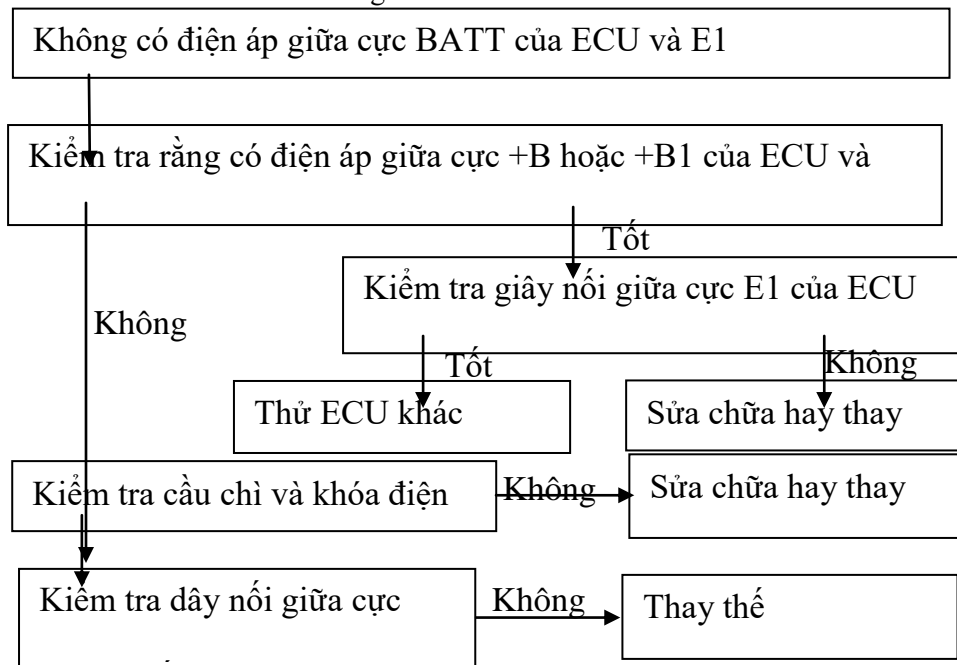 Không có điện áp giữa cực BATT của ECU và E1
Kiểm tra rằng có điện áp giữa cực +B hoặc +B1 của ECU và
Tốt
Kiểm tra giây nối giữa cực E1 của ECU
Không
Tốt
Không
Thử ECU khác
Sửa chữa hay thay
Kiểm tra cầu chì và khóa điện
Không
Sửa chữa hay thay
Kiểm tra dây nối giữa cực
Không
Thay thế